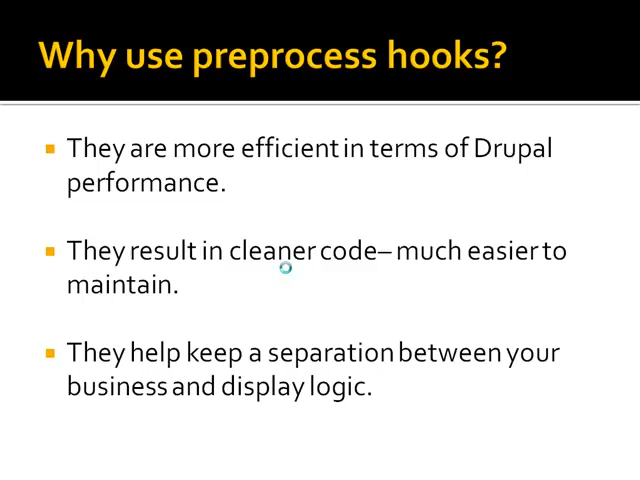 Why use preprocess hooks?
They are more efficient in terms of Drupal
performance.
They result in cleaner code– much easier to
maintain.
They help keep a separation between your
business and display logic.